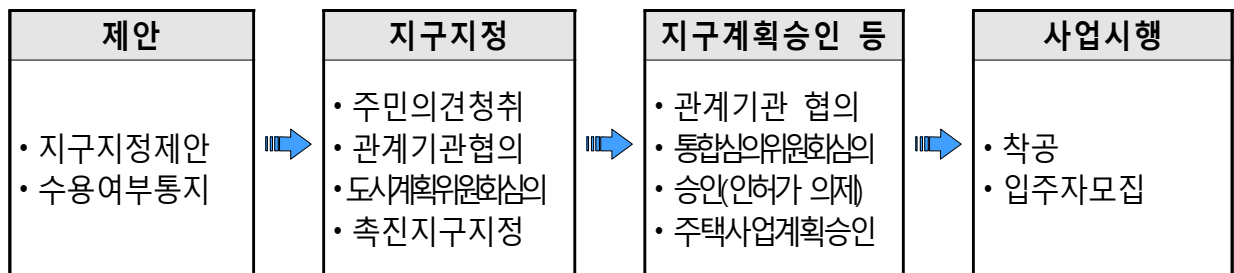 제안
• 지구지정제안
• 수용여부통지
지구지정
• 주민의견청취
• 관계기관협의
• 도시계획위원회심의
• 촉진지구지정
지구계획승인 등
• 관계기관 협의
• 통합심의위원회심의
• 승인(인허가 의제)
• 주택사업계획승인
사업시행
• 착공
• 입주자모집